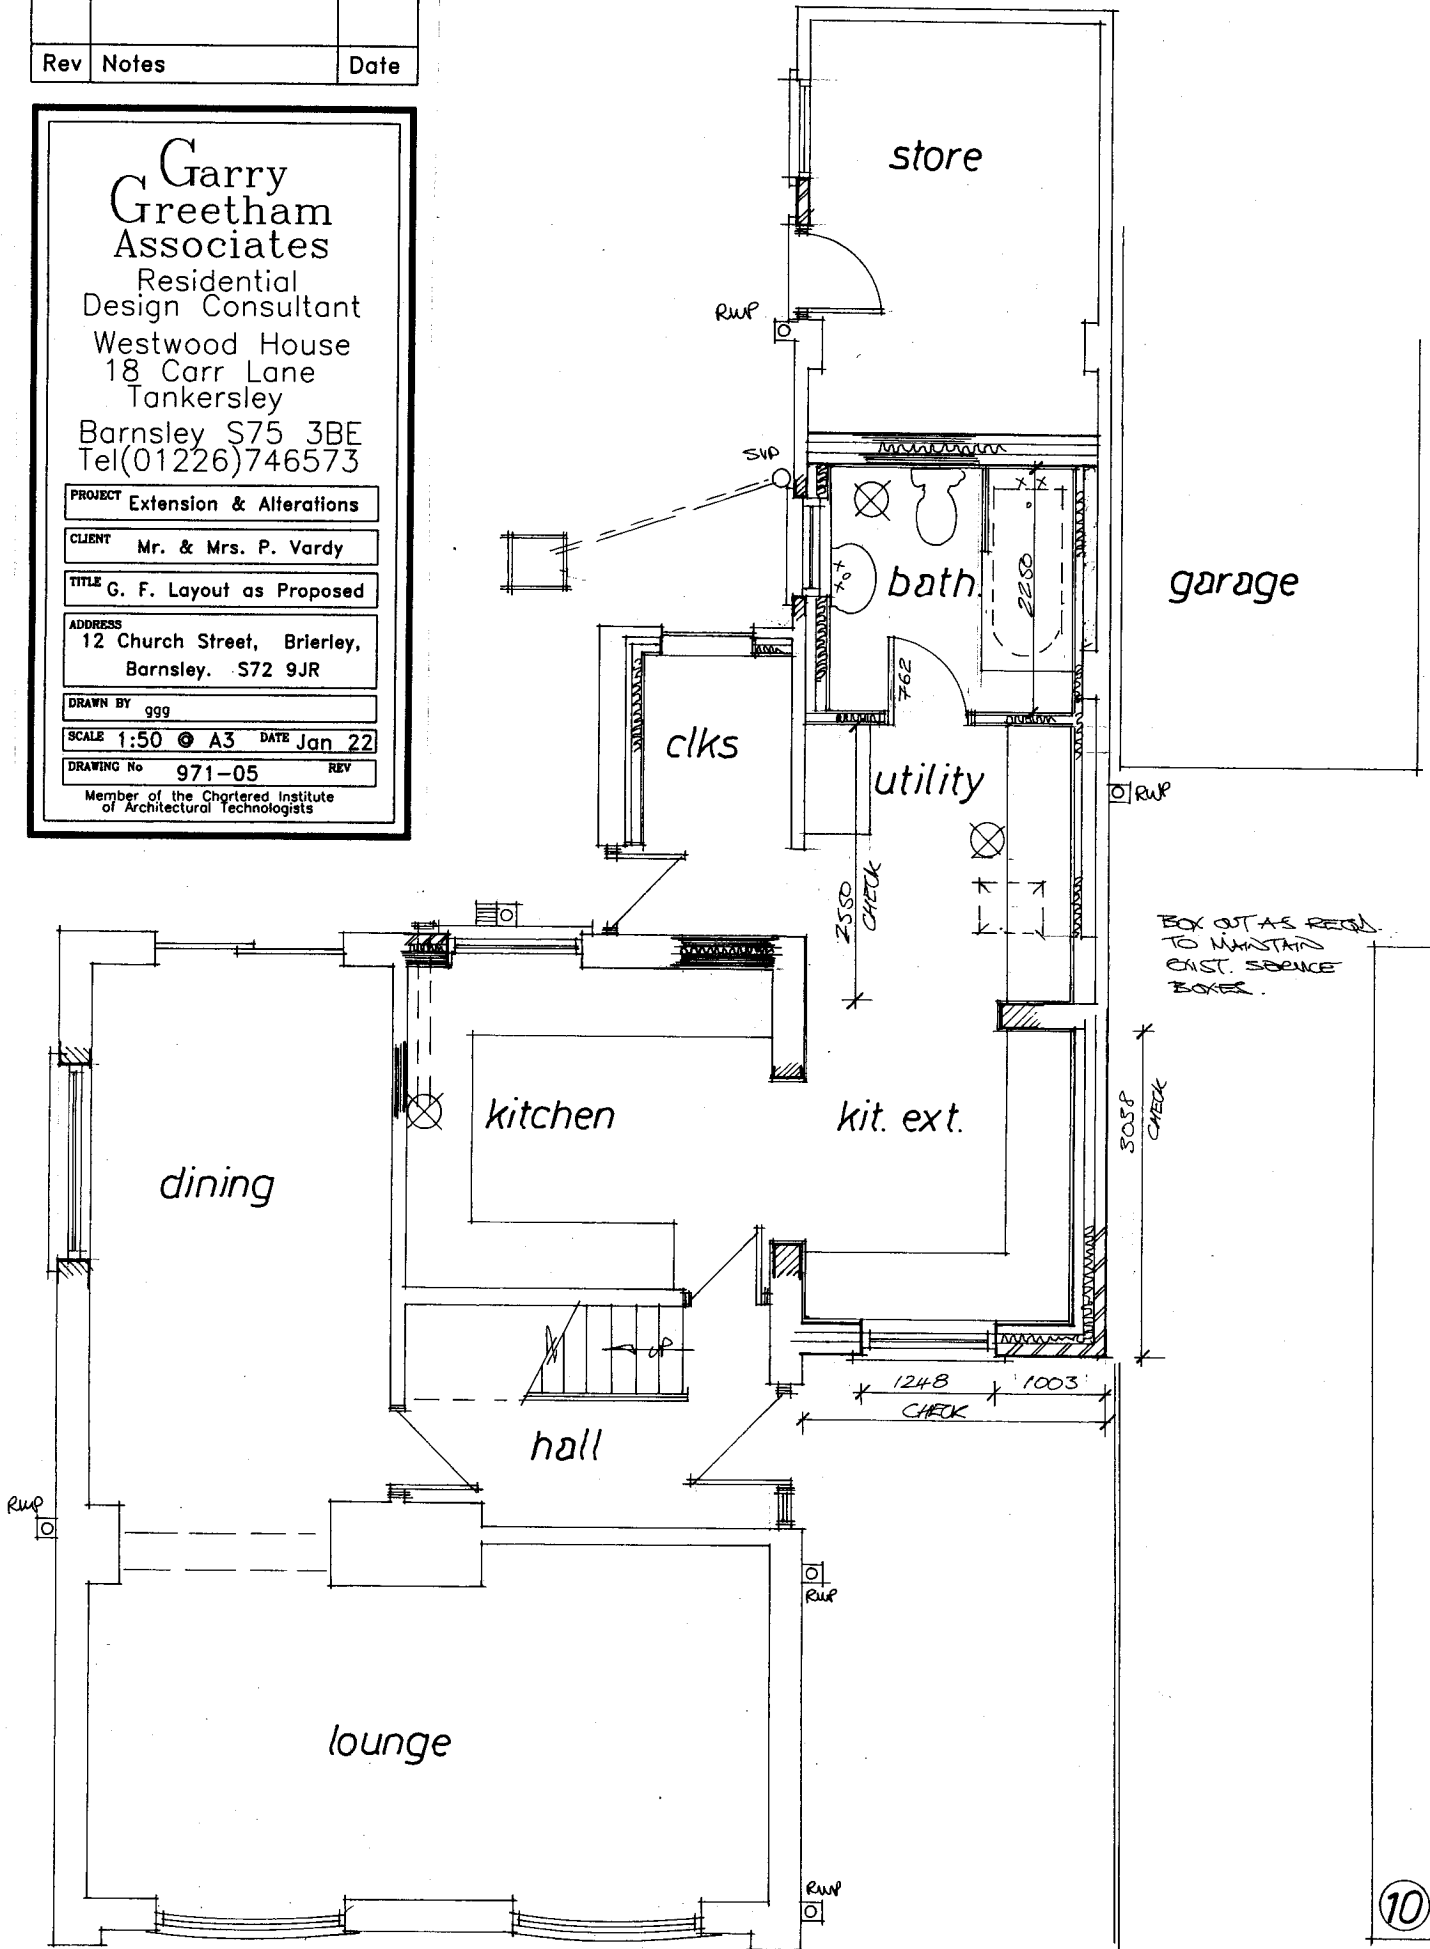 Rev Notes Date
Garry
Greetham
Associates
Residential
Design Consultant
Westwood House
18 Carr Lane
Tankersley
Barnsley S75 3BE
Tel(01226)746573
PROJECT Extension & Alterations
CLIENT Mr. & Mrs. P. Vardy
TITLE G. F. Layout as Proposed
ADDRESS
12 Church Street, Brierley,
Barnsley. S72 9JR
DRAWN BY ggg
SCALE 1:50 @ A3 DATE Jan 22
DRAWING No 971-05 REV
Member of the Chartered Institute
of Architectural Technologists
store
RWP
SVP
bath.
2250
762
garage
clks
utility
RWP
2550
CHECK
BOX OUT AS REQD.
TO MAINTAIN
EXIST. SERVICE
BOXES.
kitchen
kit. ext.
3058
CHECK
dining
UP
1248
1003
CHECK
hall
RWP
RWP
lounge
RWP
10